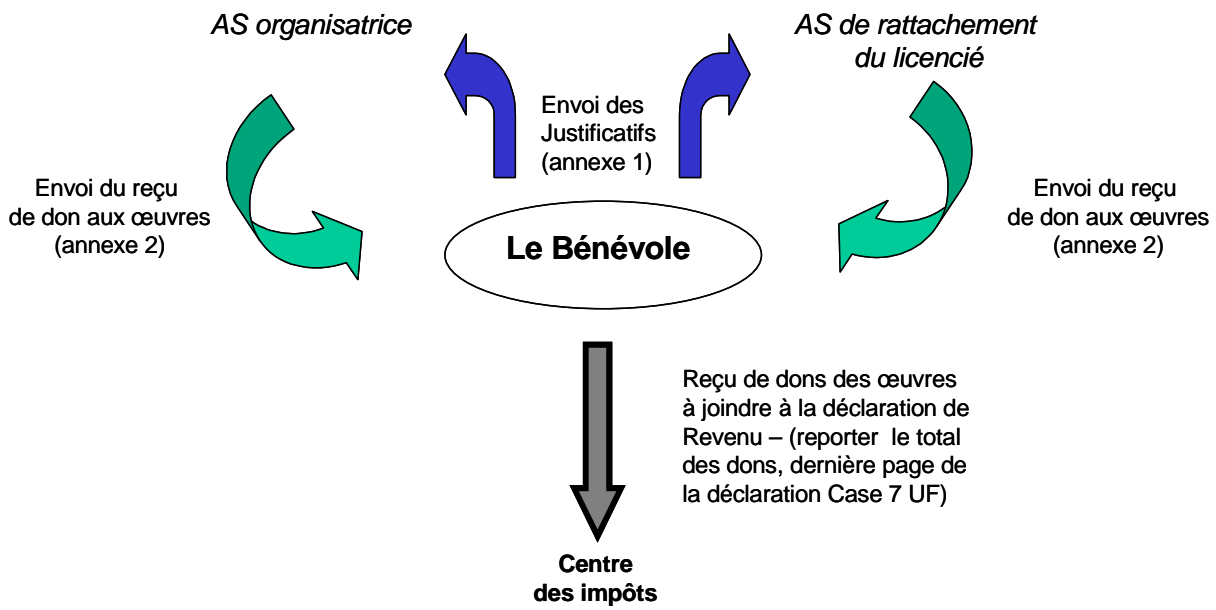 AS organisatrice
AS de rattachement
du licencié
Envoi des
Justificatifs
(annexe 1)
Envoi du reçu
de don aux œuvres
(annexe 2)
Envoi du reçu
de don aux œuvres
(annexe 2)
Le Bénévole
Reçu de dons des œuvres
à joindre à la déclaration de
Revenu – (reporter le total
des dons, dernière page de
la déclaration Case 7 UF)
Centre
des impôts